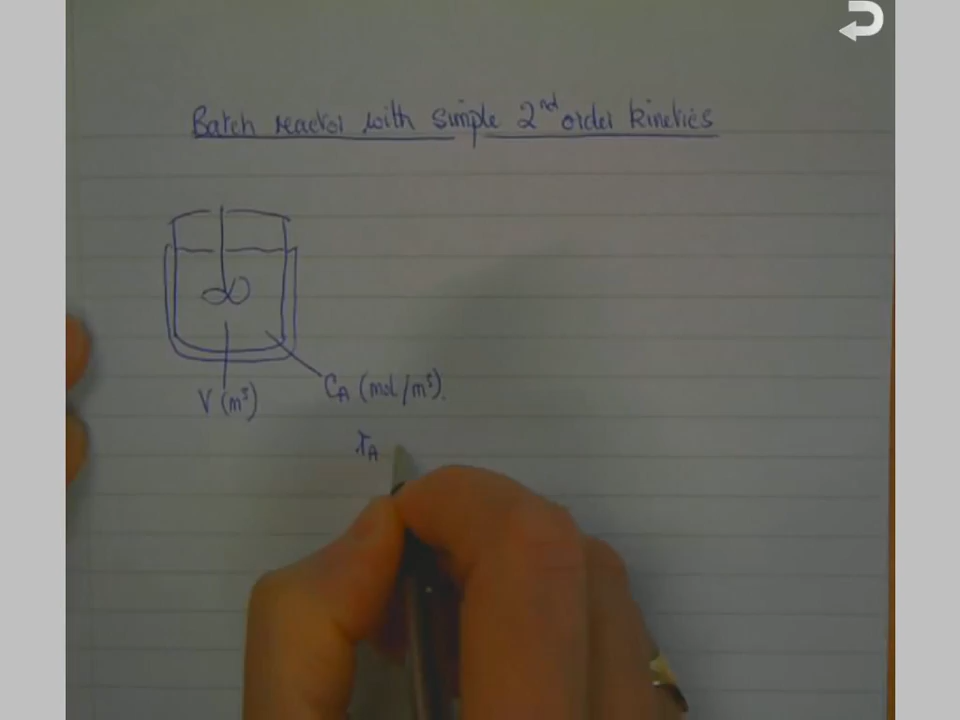 Batch reactor with simple 2nd order kinetics
V (m³)
CA (mol/m³).
rA